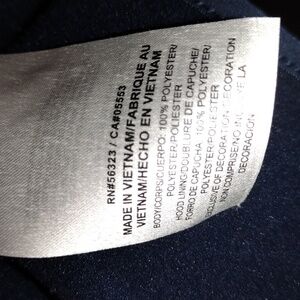 RN#56323 / CA#05553
MADE IN VIETNAM/FABRIQUE AU
VIETNAM/HECHO EN VIETNAM
BODY/CORPS/CUERPO: 100% POLYESTER/
POLYESTER/POLIESTER
HOOD LINING/DOUBLURE DE CAPUCHE/
FORRO DE CAPUCHA: 100% POLYESTER/
POLYESTER/POLIESTER
EXCLUSIVE OF DECORATION DECORATION
NON COMPRISE/NO LA
DECORACIÓN